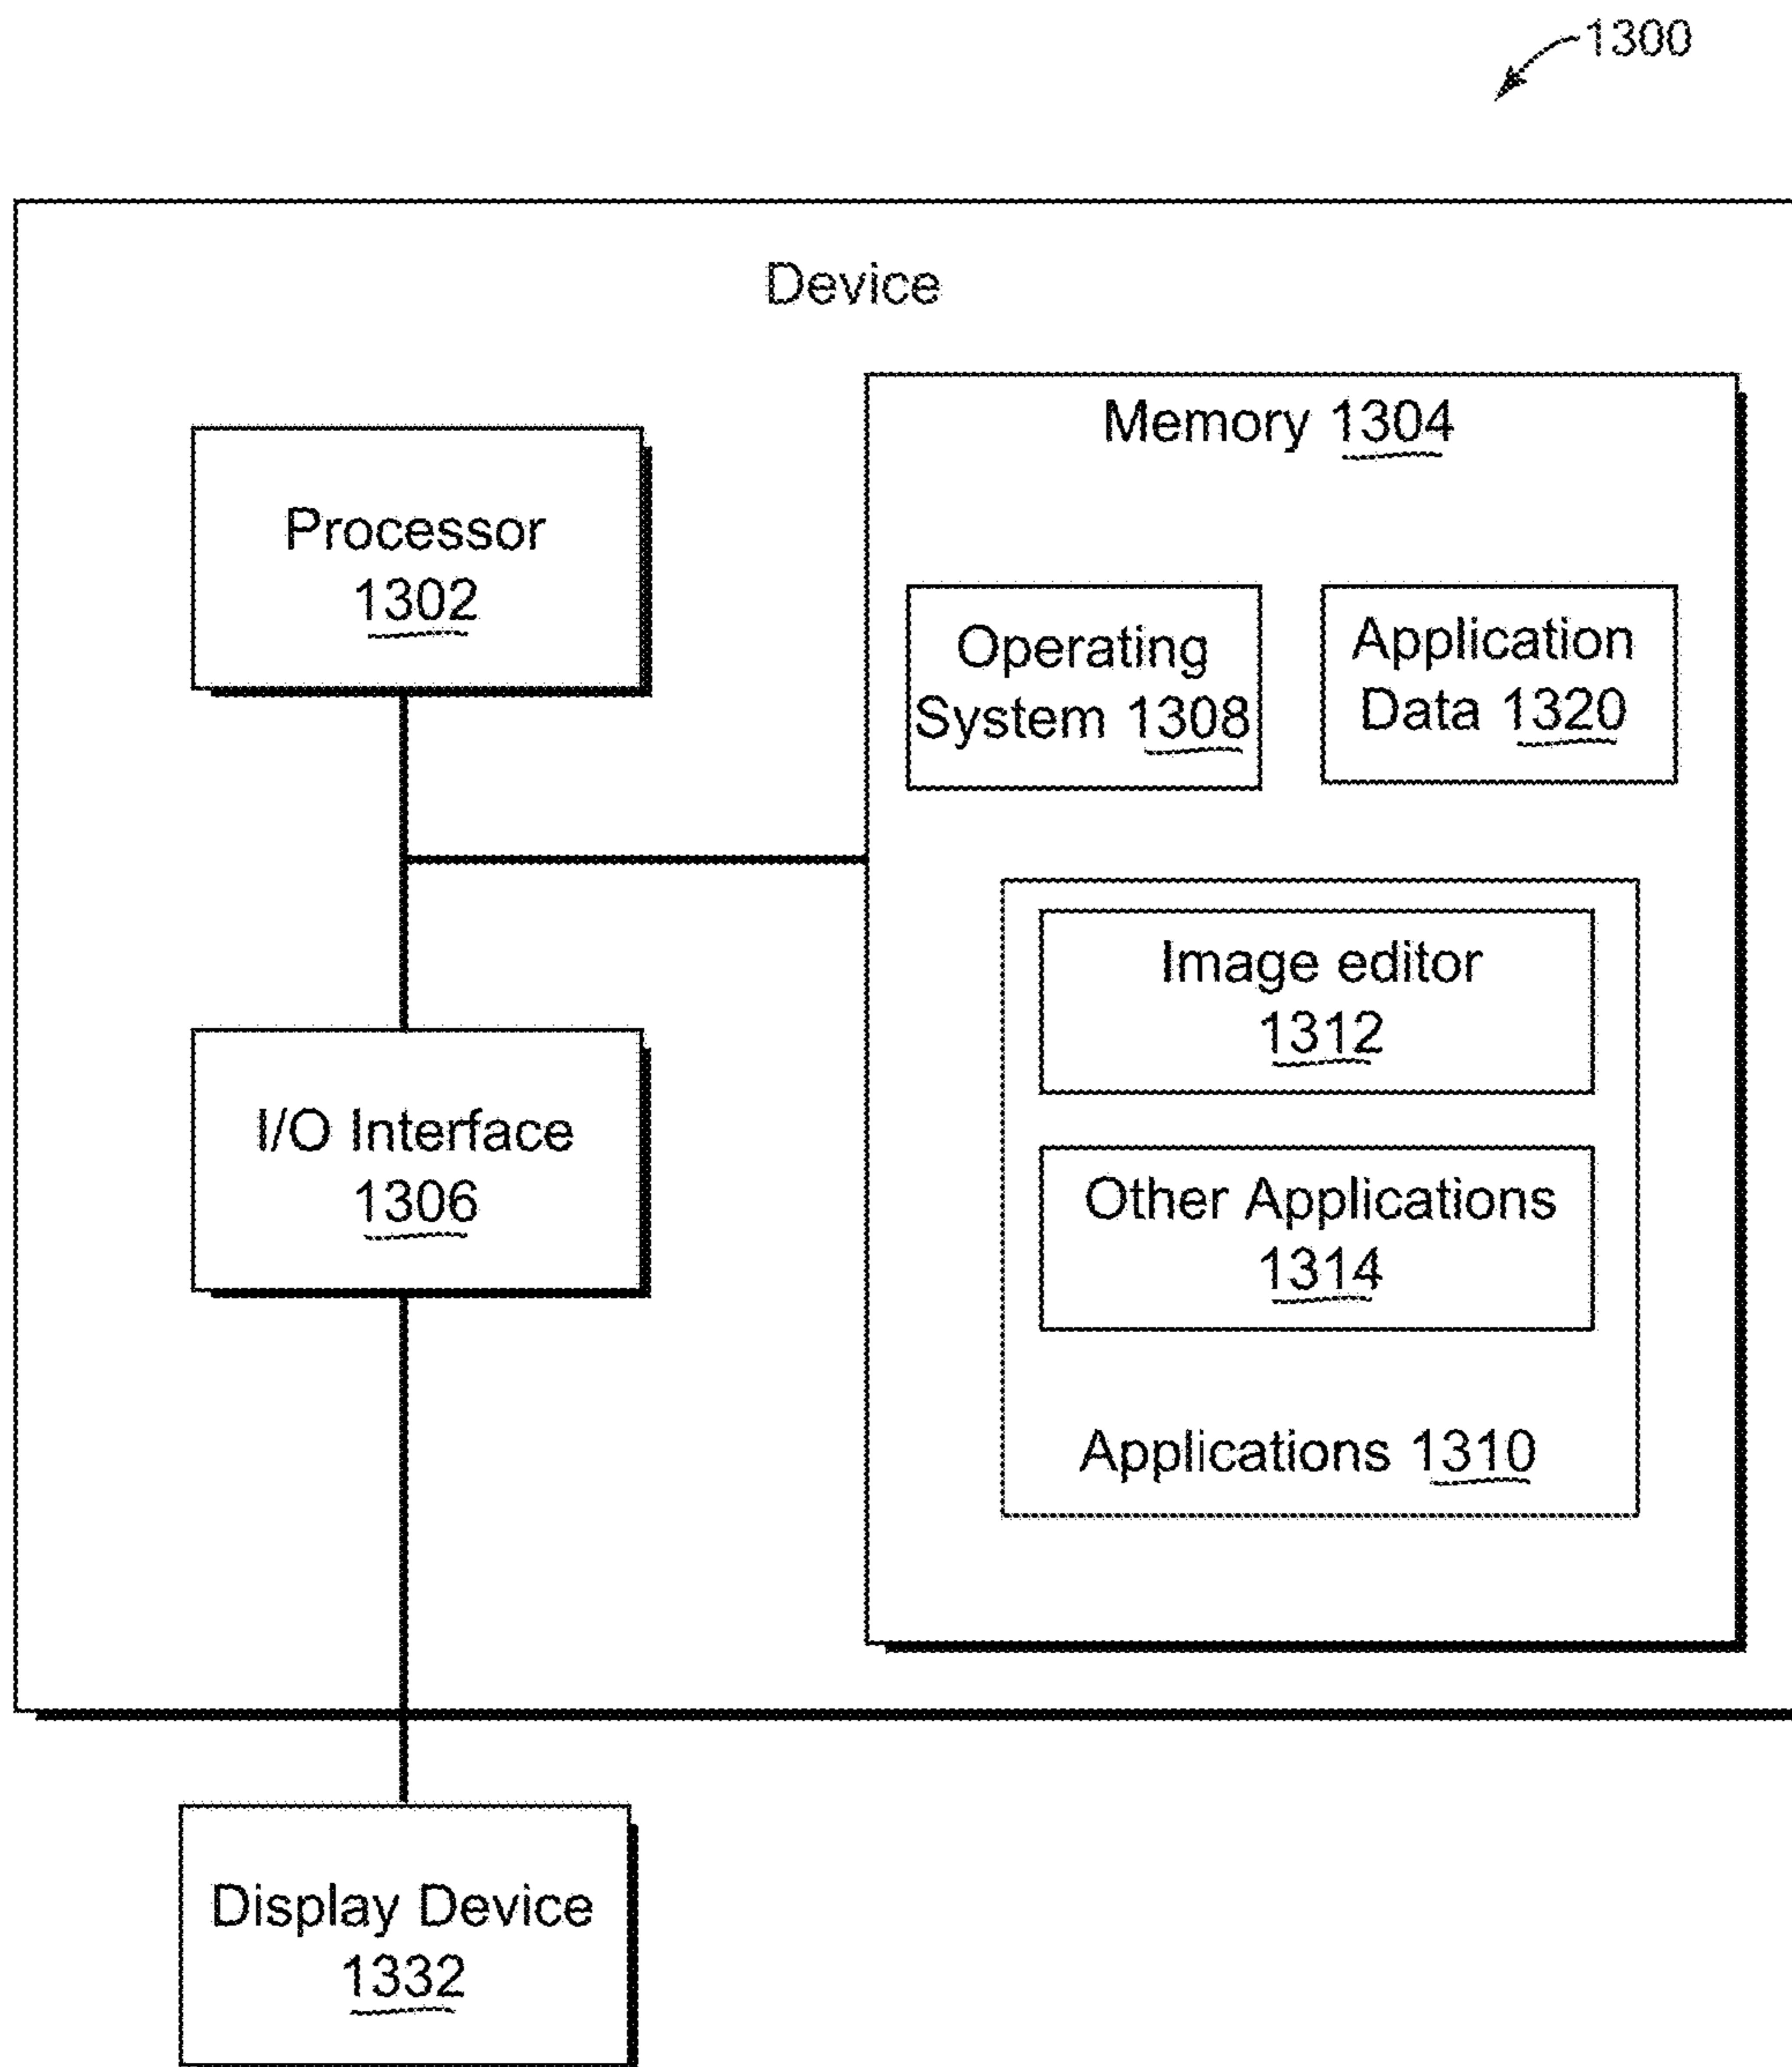 1300
Device
Processor
1302
Memory 1304
Operating
System 1308
Application
Data 1320
Image editor
1312
I/O Interface
1306
Other Applications
1314
Applications 1310
Display Device
1332